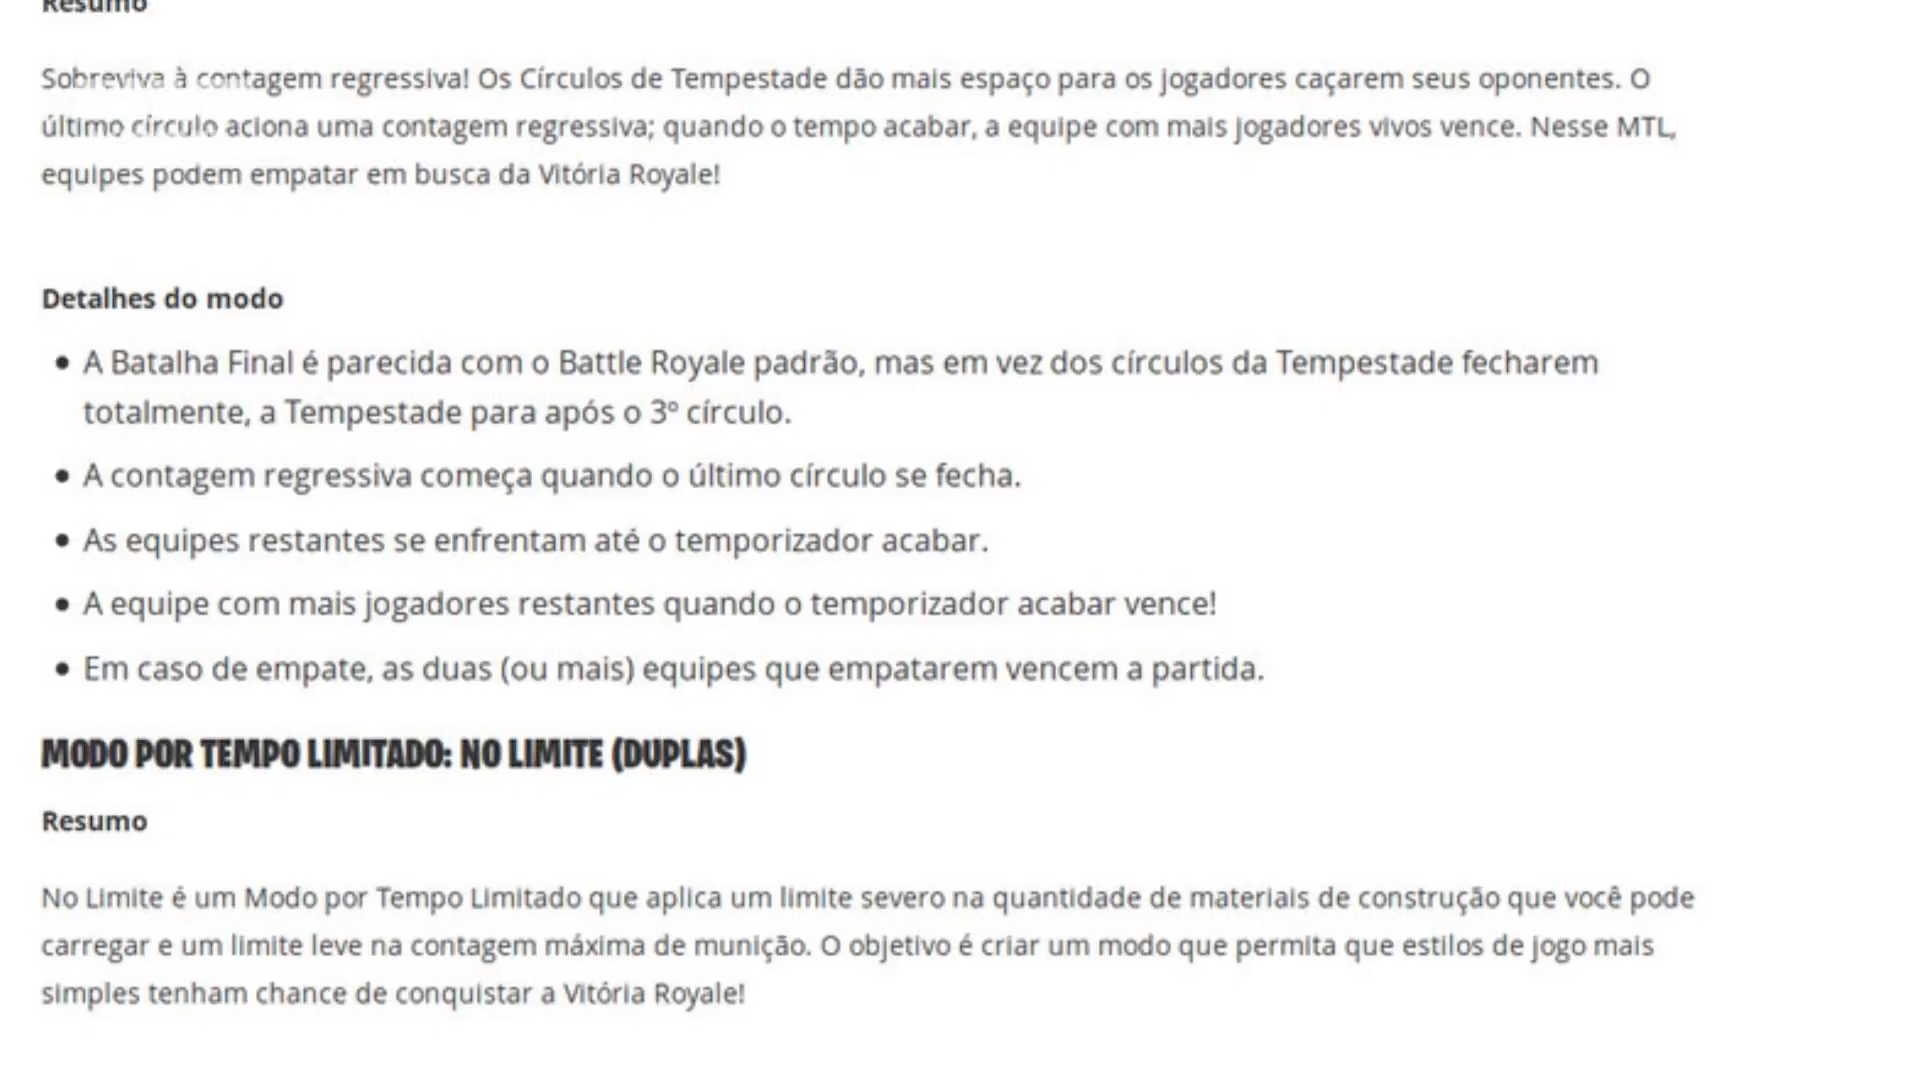 Resumo
Sobreviva à contagem regressiva! Os Círculos de Tempestade dão mais espaço para os jogadores caçarem seus oponentes. O
último círculo aciona uma contagem regressiva; quando o tempo acabar, a equipe com mais jogadores vivos vence. Nesse MTL,
equipes podem empatar em busca da Vitória Royale!
Detalhes do modo
• A Batalha Final é parecida com o Battle Royale padrão, mas em vez dos círculos da Tempestade fecharem
totalmente, a Tempestade para após o 3º círculo.
• A contagem regressiva começa quando o último círculo se fecha.
• As equipes restantes se enfrentam até o temporizador acabar.
• A equipe com mais jogadores restantes quando o temporizador acabar vence!
• Em caso de empate, as duas (ou mais) equipes que empatarem vencem a partida.
MODO POR TEMPO LIMITADO: NO LIMITE (DUPLAS)
Resumo
No Limite é um Modo por Tempo Limitado que aplica um limite severo na quantidade de materiais de construção que você pode
carregar e um limite leve na contagem máxima de munição. O objetivo é criar um modo que permita que estilos de jogo mais
simples tenham chance de conquistar a Vitória Royale!